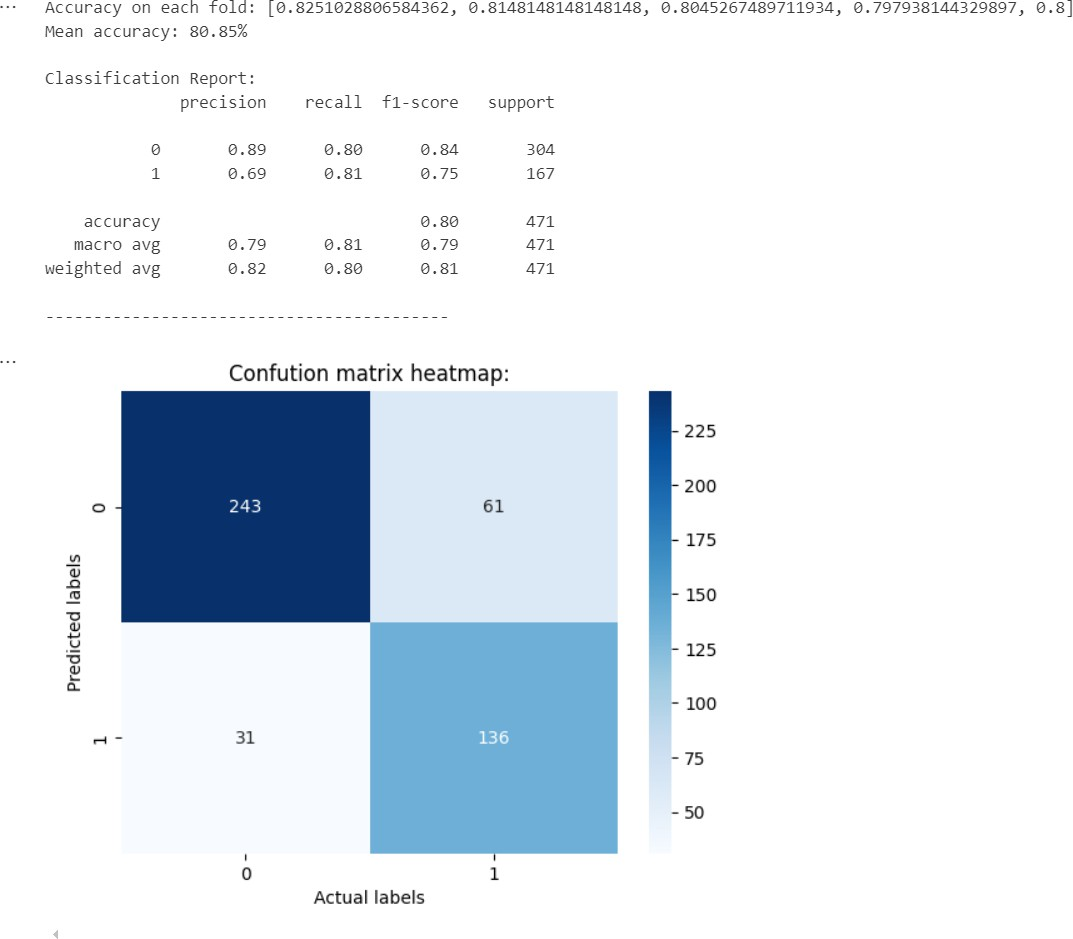 Accuracy on each fold: [0.8251028806584362, 0.8148148148148148, 0.8045267489711934, 0.797938144329897, 0.8]
Mean accuracy: 80.85%
Classification Report:
precision recall f1-score support
0 0.89 0.80 0.84 304
1 0.69 0.81 0.75 167
accuracy 0.80 471
macro avg 0.79 0.81 0.79 471
weighted avg 0.82 0.80 0.81 471
------------------------------------------
Confution matrix heatmap:
243 61
31 136
0
1
Predicted labels
0 1
Actual labels
225
200
175
150
125
100
75
50